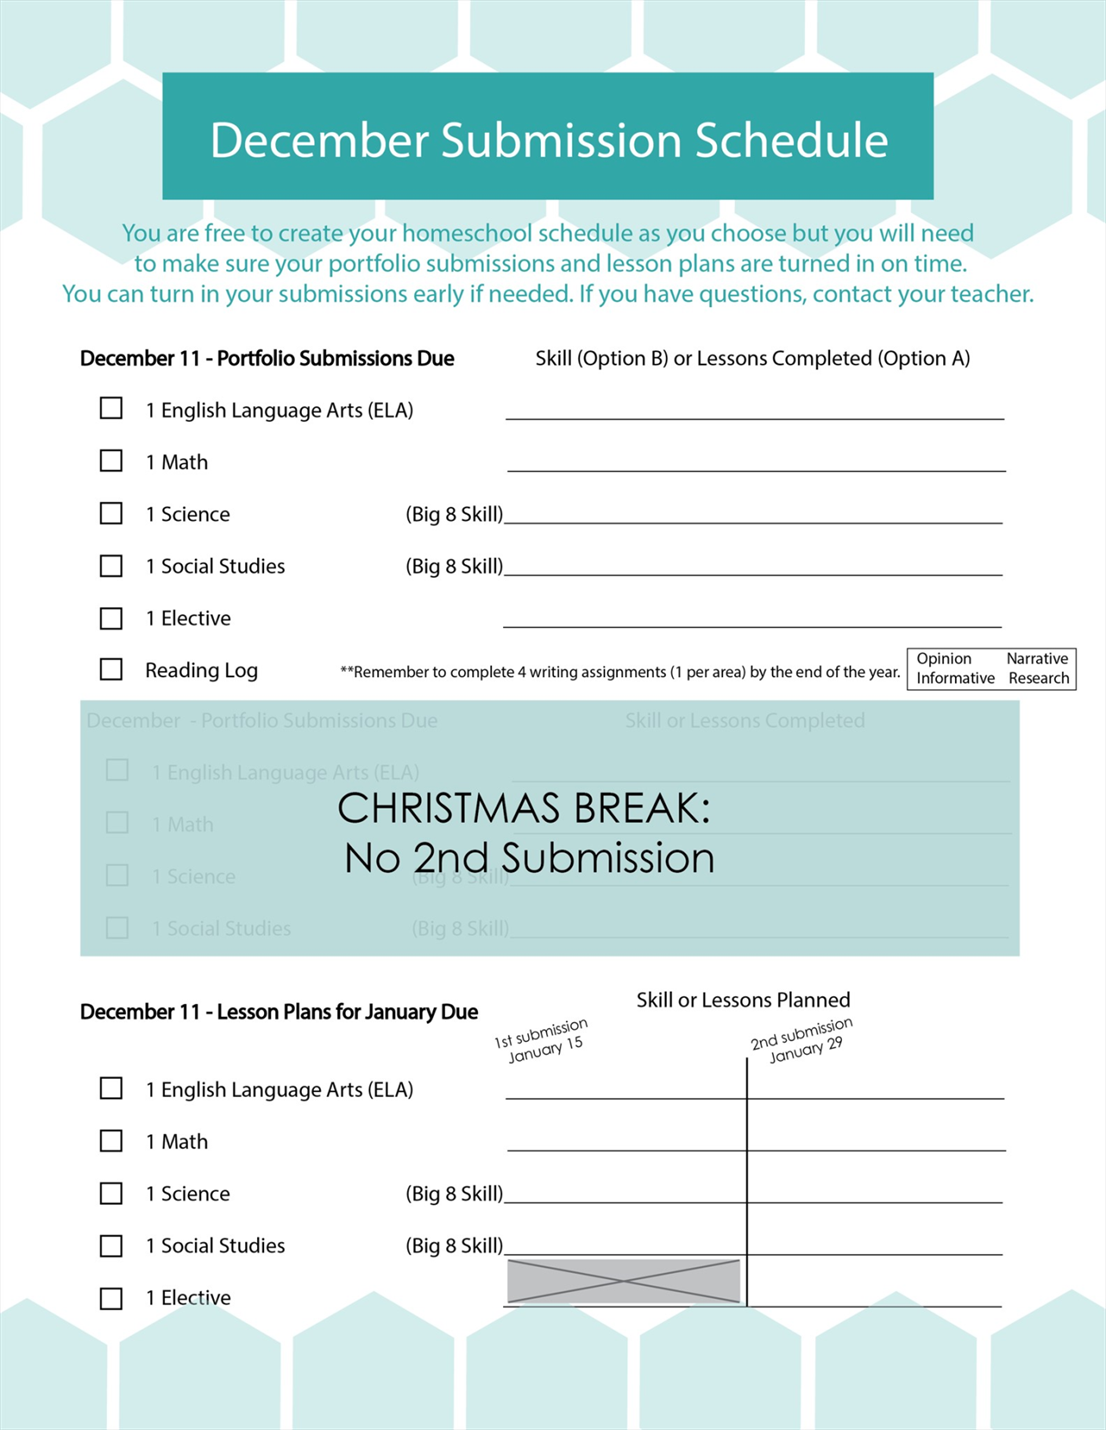 December Submission Schedule
You are free to create your homeschool schedule as you choose but you will need
to make sure your portfolio submissions and lesson plans are turned in on time.
You can turn in your submissions early if needed. If you have questions, contact your teacher.
December 11 - Portfolio Submissions Due
Skill (Option B) or Lessons Completed (Option A)
1 English Language Arts (ELA)
1 Math
1 Science (Big 8 Skill)
1 Social Studies (Big 8 Skill)
1 Elective
Reading Log
**Remember to complete 4 writing assignments (1 per area) by the end of the year.
Opinion Narrative
Informative Research
December - Portfolio Submissions Due
Skill or Lessons Completed
1 English Language Arts (ELA)
CHRISTMAS BREAK:
1 Math
No 2nd Submission
1 Science (Big 8 Skill)
1 Social Studies (Big 8 Skill)
December 11 - Lesson Plans for January Due
Skill or Lessons Planned
1st submission
January 15
2nd submission
January 29
1 English Language Arts (ELA)
1 Math
1 Science (Big 8 Skill)
1 Social Studies (Big 8 Skill)
1 Elective